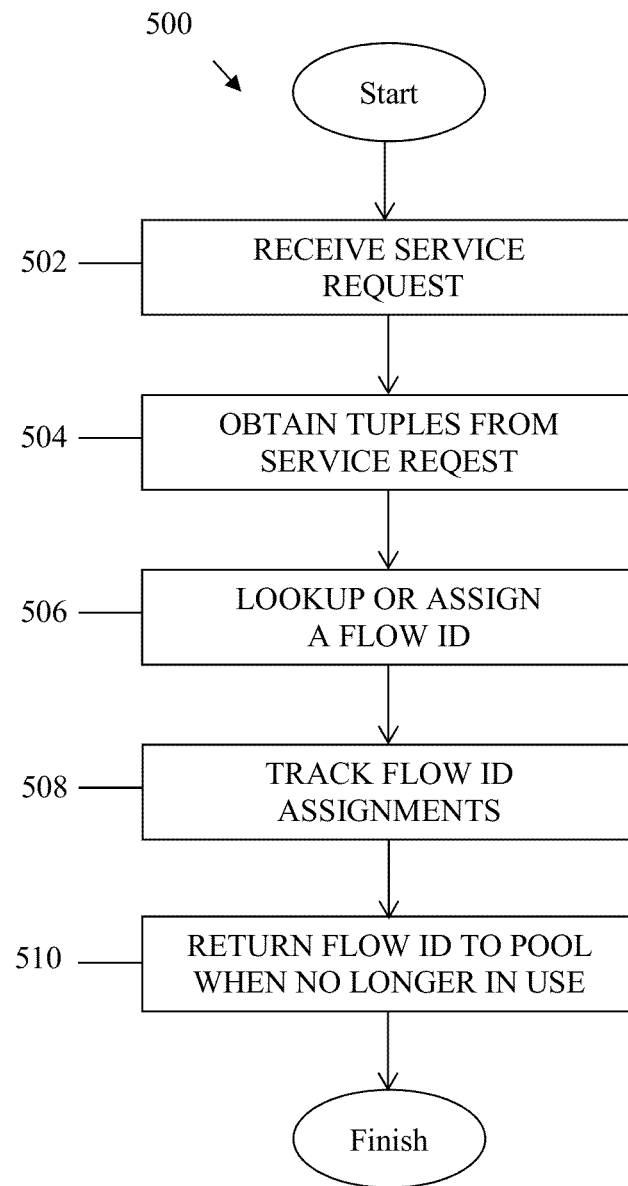 500
Start
502
RECEIVE SERVICE
REQUEST
504
OBTAIN TUPLES FROM
SERVICE REQEST
506
LOOKUP OR ASSIGN
A FLOW ID
508
TRACK FLOW ID
ASSIGNMENTS
510
RETURN FLOW ID TO POOL
WHEN NO LONGER IN USE
Finish